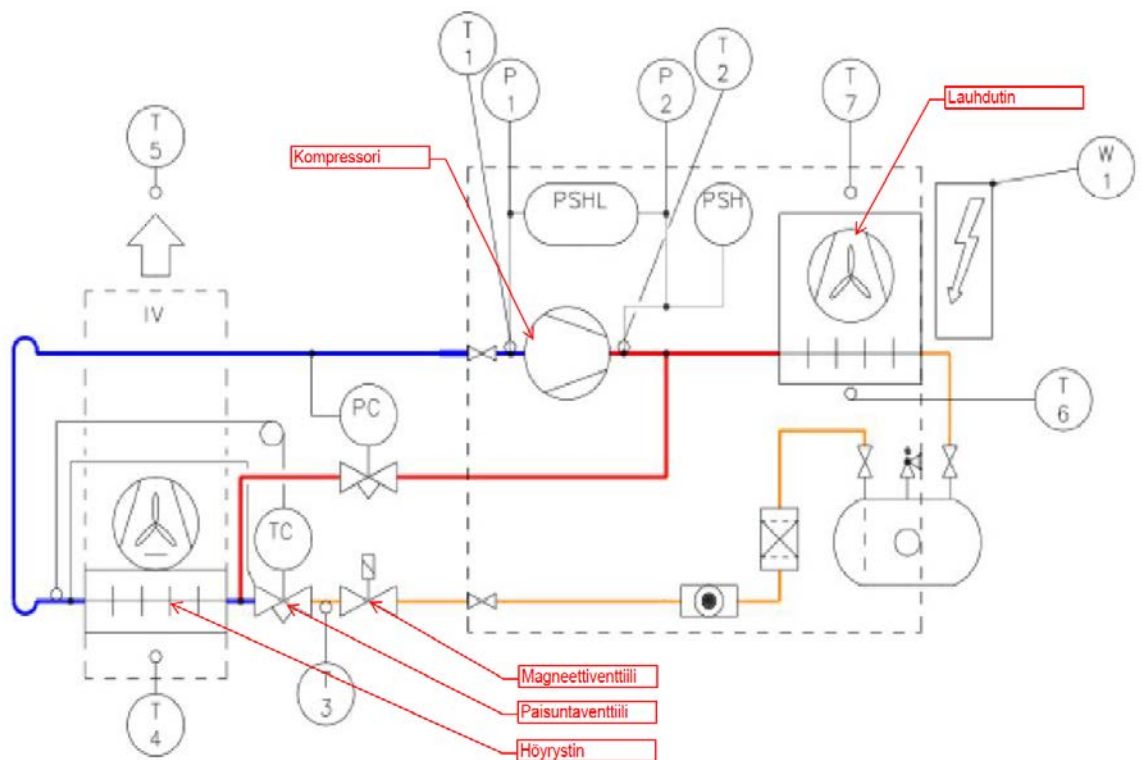 T
1
P
1
P
2
T
2
T
7
Lauhdutin
T
5
Kompressori
W
1
PSHL
PSH
IV
PC
T
6
TC
Magneettiventtiili
T
3
Paisuntaventtiili
T
4
Höyrystin